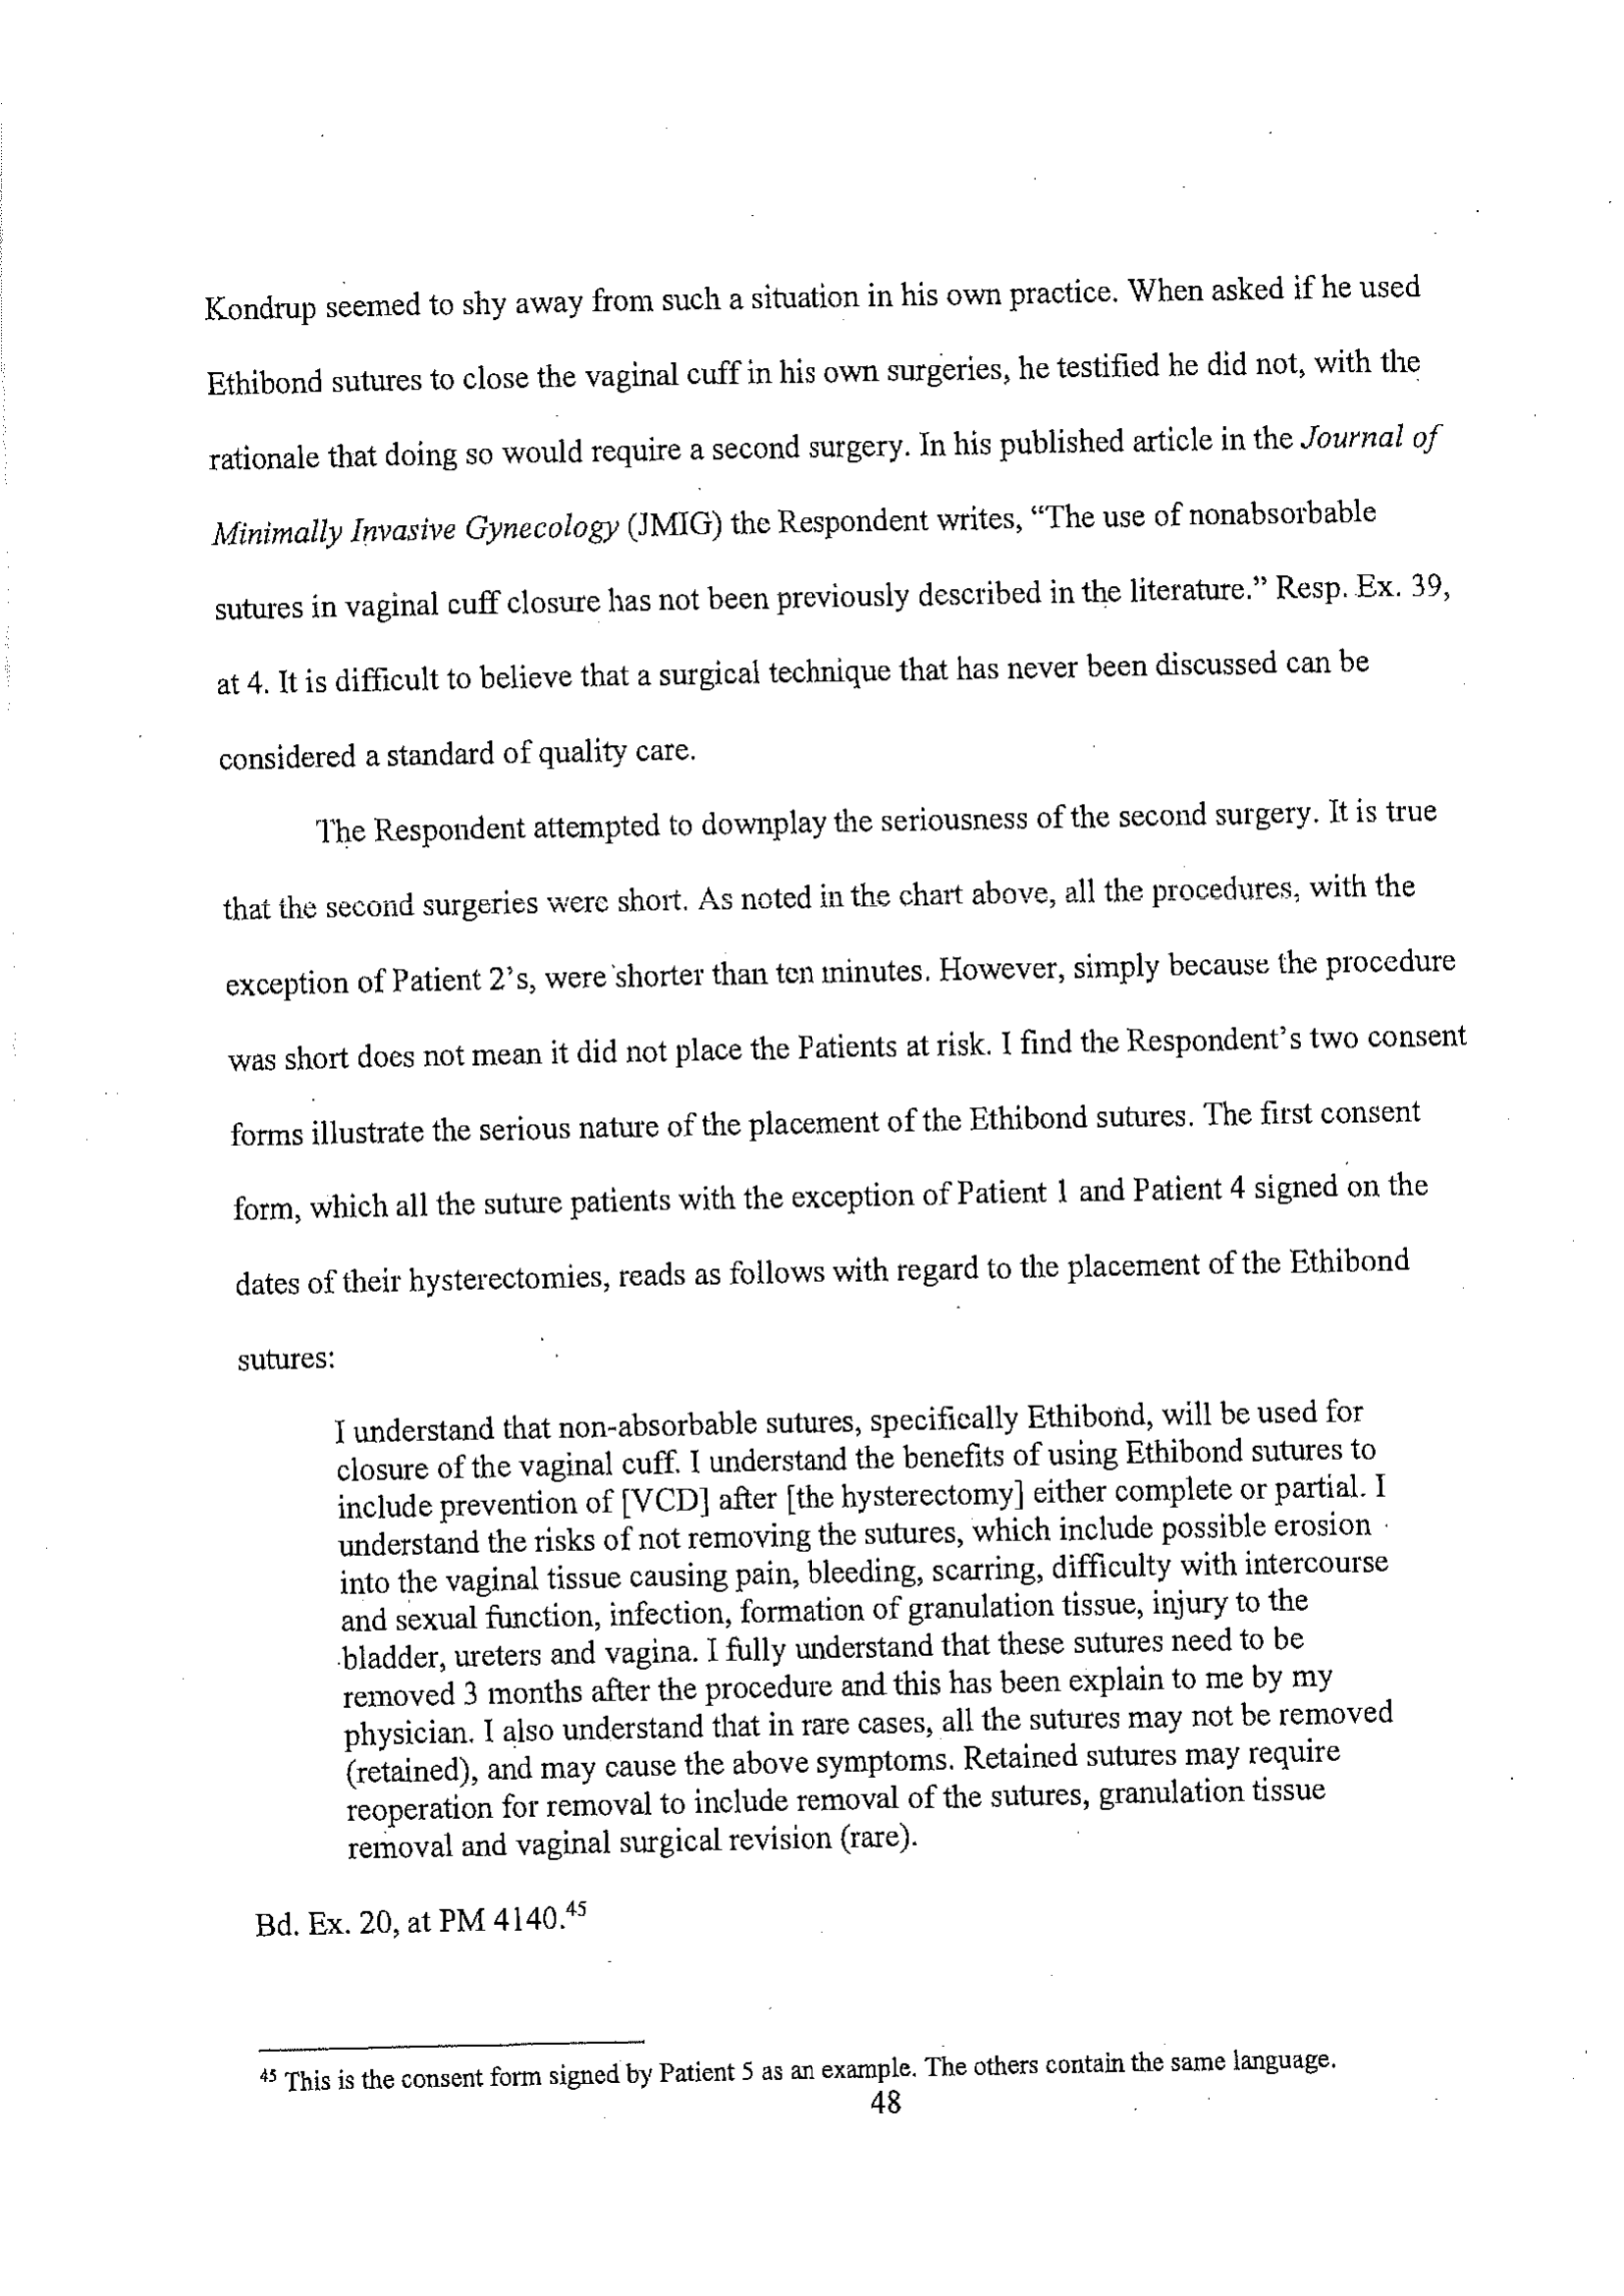 Kondrup seemed to shy away from such a situation in his own practice. When asked if he used
Ethibond sutures to close the vaginal cuff in his own surgeries, he testified he did not, with the
rationale that doing so would require a second surgery. In his published article in the Journal of
Minimally Invasive Gynecology (JMIG) the Respondent writes, “The use of nonabsorbable
sutures in vaginal cuff closure has not been previously described in the literature.” Resp. Ex. 39,
at 4. It is difficult to believe that a surgical technique that has never been discussed can be
considered a standard of quality care.
The Respondent attempted to downplay the seriousness of the second surgery. It is true
that the second surgeries were short. As noted in the chart above, all the procedures, with the
exception of Patient 2’s, were shorter than ten minutes. However, simply because the procedure
was short does not mean it did not place the Patients at risk. I find the Respondent’s two consent
forms illustrate the serious nature of the placement of the Ethibond sutures. The first consent
form, which all the suture patients with the exception of Patient 1 and Patient 4 signed on the
dates of their hysterectomies, reads as follows with regard to the placement of the Ethibond
sutures:
I understand that non-absorbable sutures, specifically Ethibond, will be used for
closure of the vaginal cuff. I understand the benefits of using Ethibond sutures to
include prevention of [VCD] after [the hysterectomy] either complete or partial. I
understand the risks of not removing the sutures, which include possible erosion
into the vaginal tissue causing pain, bleeding, scarring, difficulty with intercourse
and sexual function, infection, formation of granulation tissue, injury to the
bladder, ureters and vagina. I fully understand that these sutures need to be
removed 3 months after the procedure and this has been explain to me by my
physician. I also understand that in rare cases, all the sutures may not be removed
(retained), and may cause the above symptoms. Retained sutures may require
reoperation for removal to include removal of the sutures, granulation tissue
removal and vaginal surgical revision (rare).
Bd. Ex. 20, at PM 4140.45
45 This is the consent form signed by Patient 5 as an example. The others contain the same language.
48